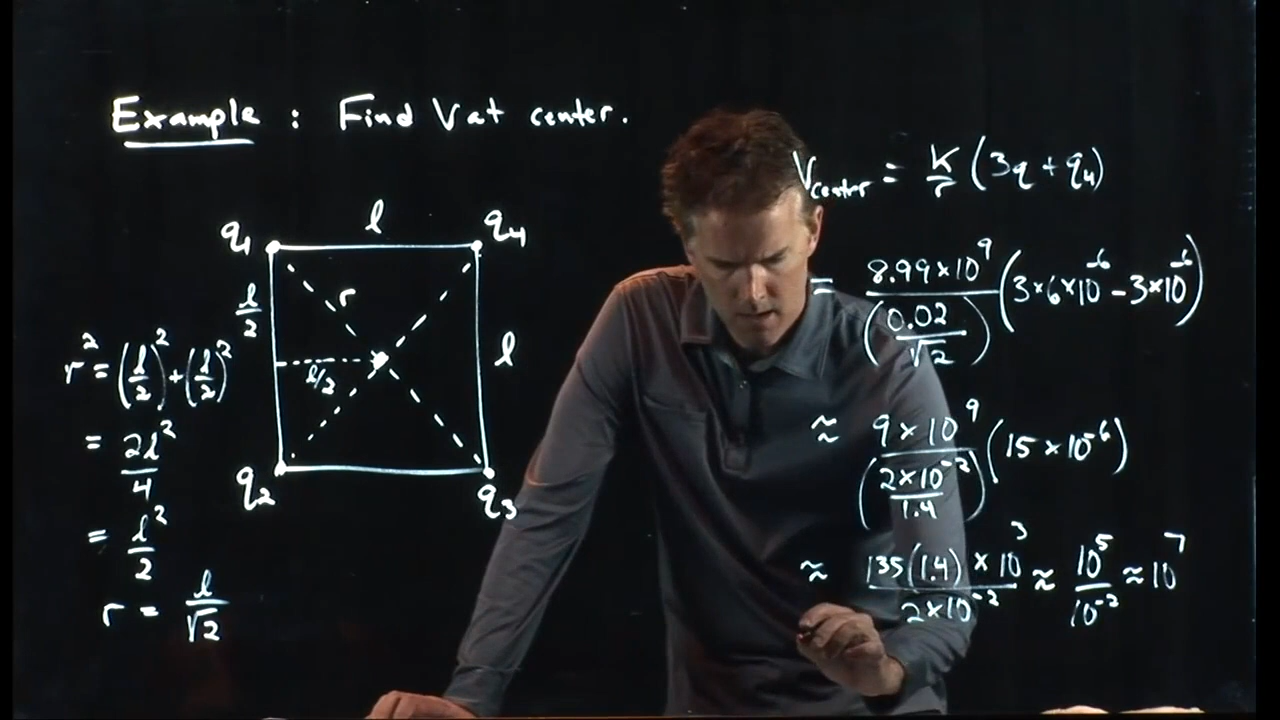 Example : Find V at center.
q₁ l q₄
r
l/2
l/2
l
q₂ q₃
r² = (l/2)² + (l/2)²
= 2l²/4
= l²/2
r = l/√2
V_center = K/r (3q + q₄)
= 8.99×10⁹/(0.02/√2) (3×6×10⁻⁶ − 3×10⁻⁶)
≈ 9×10⁹/(2×10⁻²/1.4) (15×10⁻⁶)
≈ 135(1.4)×10³/2×10⁻² ≈ 10⁵/10⁻² ≈ 10⁷